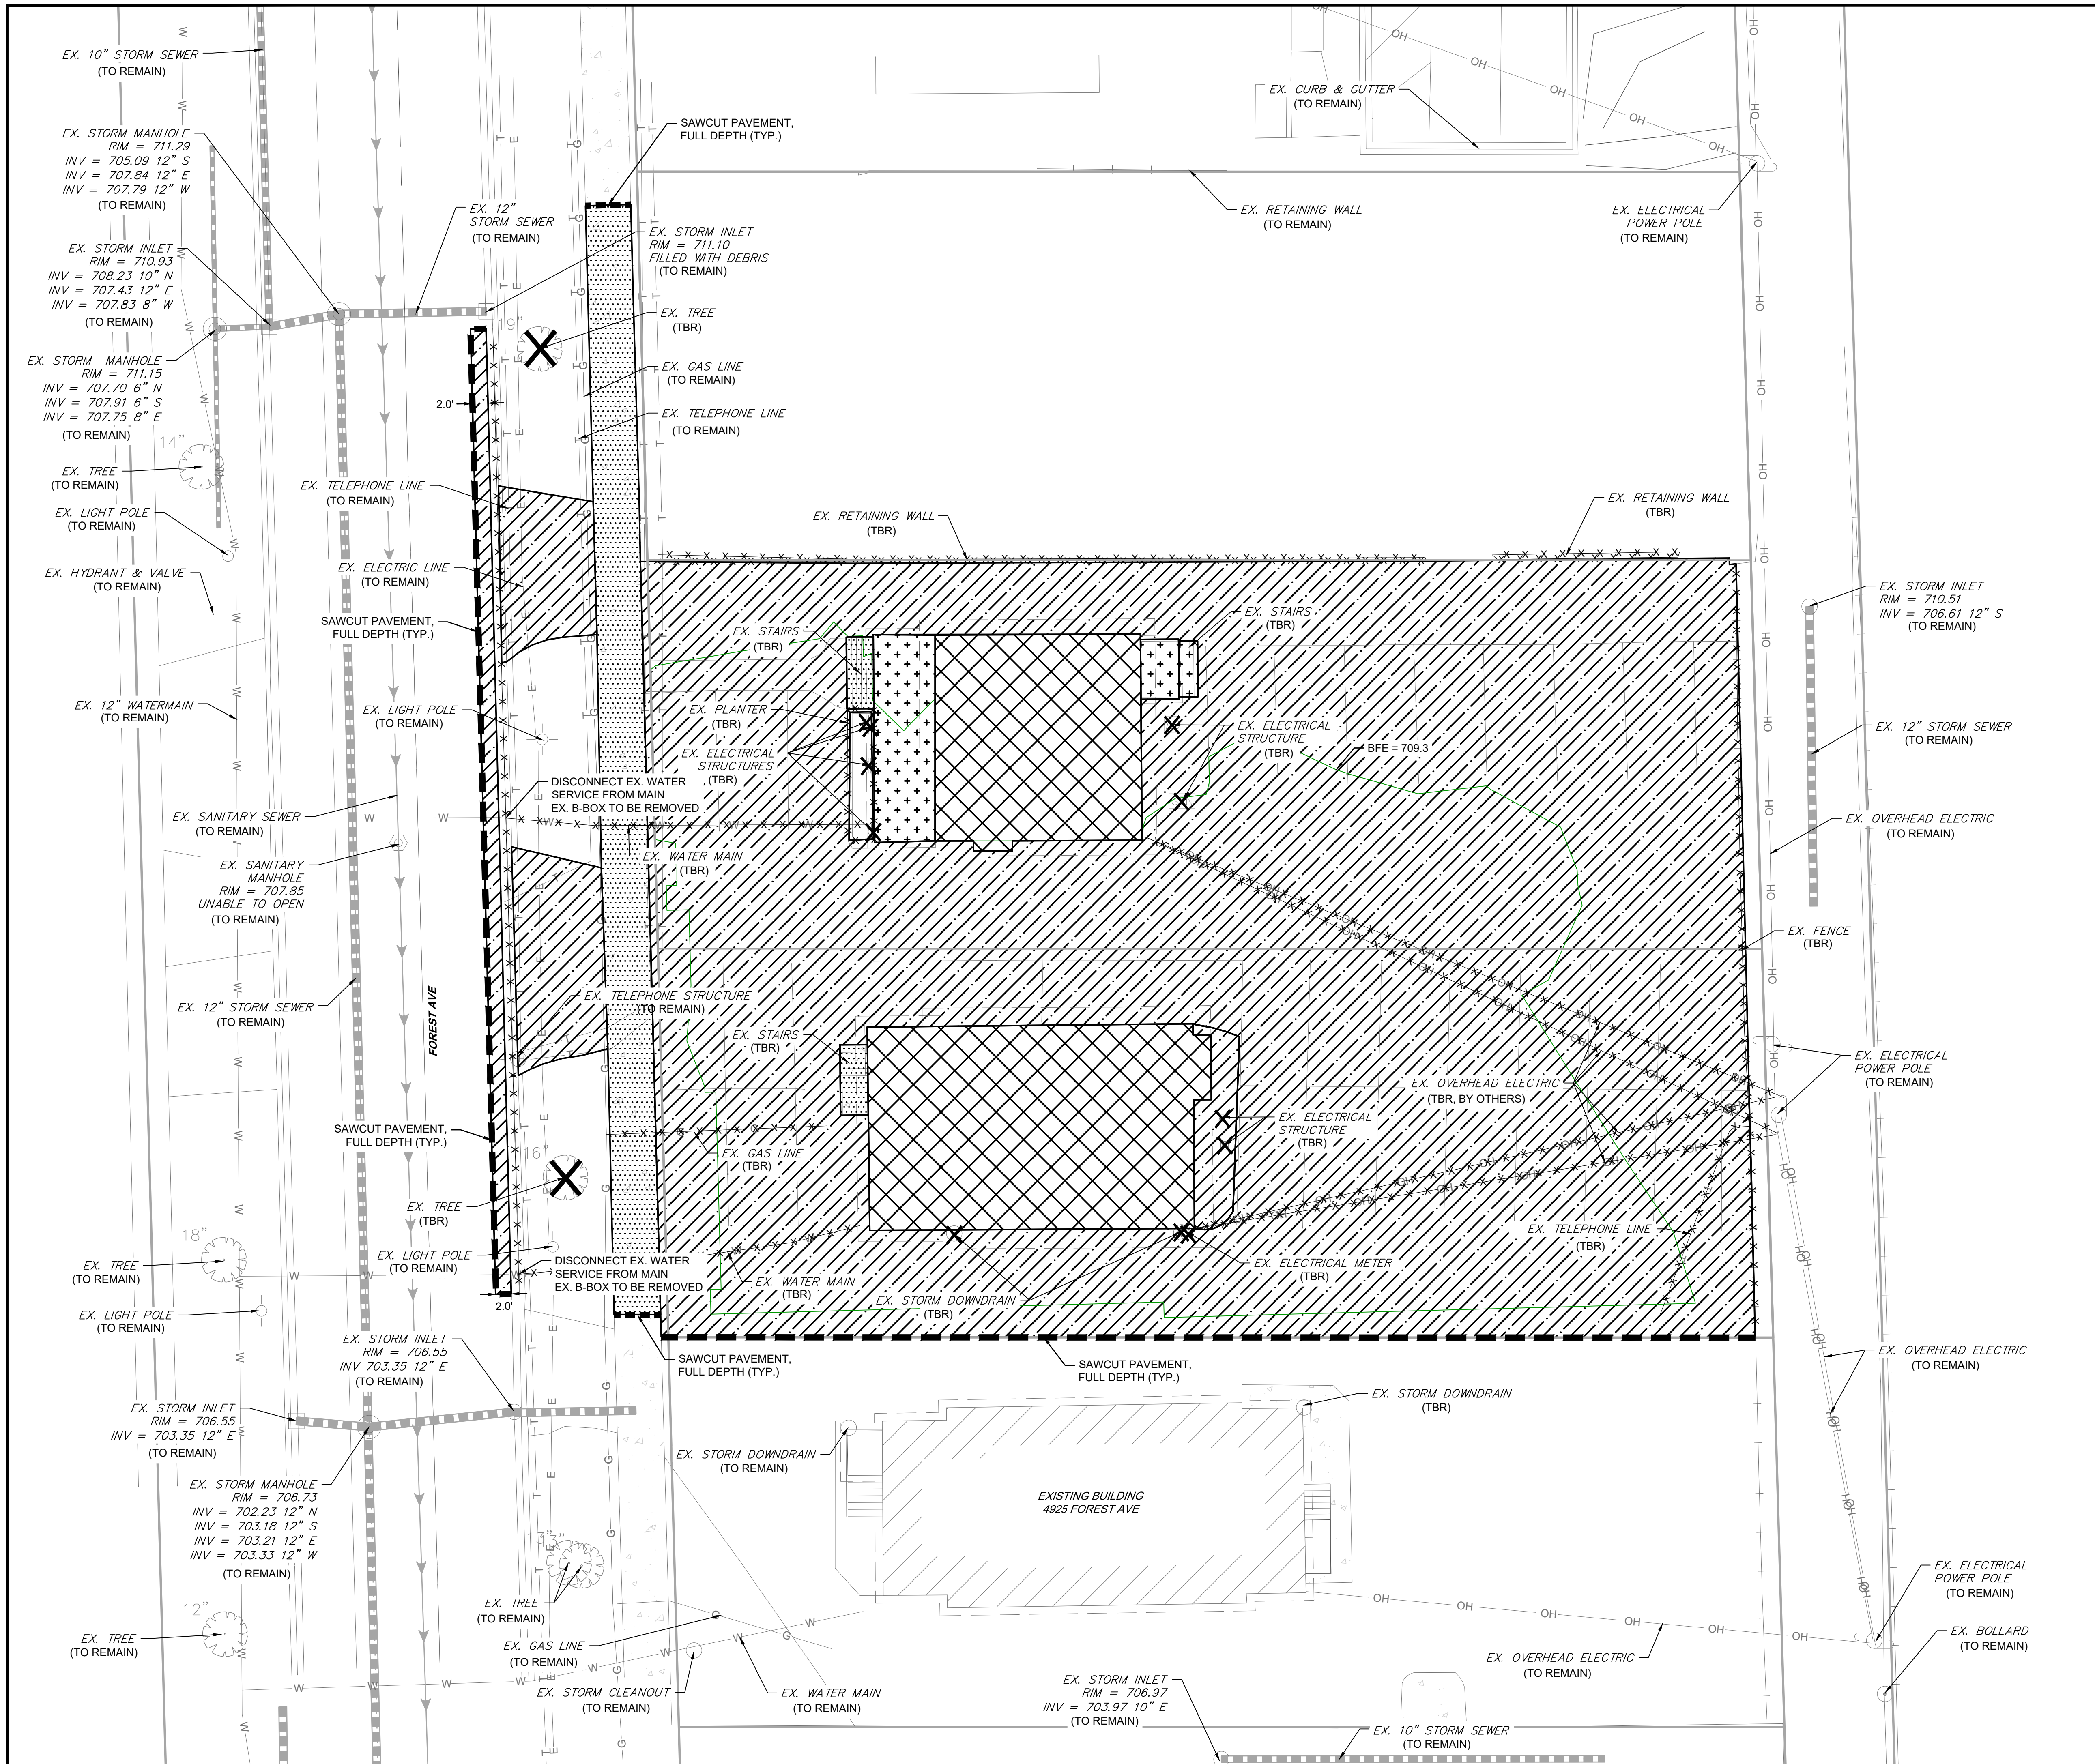 EX. 10" STORM SEWER
(TO REMAIN)
EX. STORM MANHOLE
RIM = 711.29
INV = 705.09 12" S
INV = 707.84 12" E
INV = 707.79 12" W
(TO REMAIN)
EX. STORM INLET
RIM = 710.93
INV = 708.23 10" N
INV = 707.43 12" E
INV = 707.83 8" W
(TO REMAIN)
EX. STORM MANHOLE
RIM = 711.15
INV = 707.70 6" N
INV = 707.91 6" S
INV = 707.75 8" E
(TO REMAIN)
14"
EX. TREE
(TO REMAIN)
EX. LIGHT POLE
(TO REMAIN)
EX. HYDRANT & VALVE
(TO REMAIN)
EX. 12" WATERMAIN
(TO REMAIN)
EX. SANITARY SEWER
(TO REMAIN)
EX. SANITARY
MANHOLE
RIM = 707.85
UNABLE TO OPEN
(TO REMAIN)
EX. 12" STORM SEWER
(TO REMAIN)
18"
EX. TREE
(TO REMAIN)
EX. LIGHT POLE
(TO REMAIN)
EX. STORM INLET
RIM = 706.55
INV = 703.35 12" E
(TO REMAIN)
EX. STORM MANHOLE
RIM = 706.73
INV = 702.23 12" N
INV = 703.18 12" S
INV = 703.21 12" E
INV = 703.33 12" W
(TO REMAIN)
12"
EX. TREE
(TO REMAIN)
SAWCUT PAVEMENT,
FULL DEPTH (TYP.)
EX. 12"
STORM SEWER
(TO REMAIN)
EX. STORM INLET
RIM = 711.10
FILLED WITH DEBRIS
(TO REMAIN)
19"
EX. TREE
(TBR)
EX. GAS LINE
(TO REMAIN)
2.0'
EX. TELEPHONE LINE
(TO REMAIN)
EX. TELEPHONE LINE
(TO REMAIN)
EX. ELECTRIC LINE
(TO REMAIN)
SAWCUT PAVEMENT,
FULL DEPTH (TYP.)
EX. LIGHT POLE
(TO REMAIN)
DISCONNECT EX. WATER
SERVICE FROM MAIN
EX. B-BOX TO BE REMOVED
EX. WATER MAIN
(TBR)
FOREST AVE
EX. TELEPHONE STRUCTURE
(TO REMAIN)
SAWCUT PAVEMENT,
FULL DEPTH (TYP.)
16"
EX. TREE
(TBR)
EX. LIGHT POLE
(TO REMAIN)
DISCONNECT EX. WATER
SERVICE FROM MAIN
EX. B-BOX TO BE REMOVED
2.0'
EX. STORM INLET
RIM = 706.55
INV 703.35 12" E
(TO REMAIN)
SAWCUT PAVEMENT,
FULL DEPTH (TYP.)
13"
3"
EX. TREE
(TO REMAIN)
EX. GAS LINE
(TO REMAIN)
EX. STORM CLEANOUT
(TO REMAIN)
EX. WATER MAIN
(TO REMAIN)
EX. CURB & GUTTER
(TO REMAIN)
EX. RETAINING WALL
(TO REMAIN)
EX. ELECTRICAL
POWER POLE
(TO REMAIN)
EX. RETAINING WALL
(TBR)
EX. RETAINING WALL
(TBR)
EX. STAIRS
(TBR)
EX. STAIRS
(TBR)
EX. PLANTER
(TBR)
EX. ELECTRICAL
STRUCTURES
(TBR)
EX. ELECTRICAL
STRUCTURE
(TBR)
BFE = 709.3
EX. STORM INLET
RIM = 710.51
INV = 706.61 12" S
(TO REMAIN)
EX. 12" STORM SEWER
(TO REMAIN)
EX. OVERHEAD ELECTRIC
(TO REMAIN)
EX. FENCE
(TBR)
EX. STAIRS
(TBR)
EX. GAS LINE
(TBR)
EX. OVERHEAD ELECTRIC
(TBR, BY OTHERS)
EX. ELECTRICAL
POWER POLE
(TO REMAIN)
EX. ELECTRICAL
STRUCTURE
(TBR)
EX. TELEPHONE LINE
(TBR)
EX. ELECTRICAL METER
(TBR)
EX. WATER MAIN
(TBR)
EX. STORM DOWNDRAIN
(TBR)
SAWCUT PAVEMENT,
FULL DEPTH (TYP.)
EX. OVERHEAD ELECTRIC
(TO REMAIN)
EX. STORM DOWNDRAIN
(TBR)
EX. STORM DOWNDRAIN
(TO REMAIN)
EXISTING BUILDING
4925 FOREST AVE
EX. ELECTRICAL
POWER POLE
(TO REMAIN)
EX. BOLLARD
(TO REMAIN)
EX. OVERHEAD ELECTRIC
(TO REMAIN)
EX. STORM INLET
RIM = 706.97
INV = 703.97 10" E
(TO REMAIN)
EX. 10" STORM SEWER
(TO REMAIN)